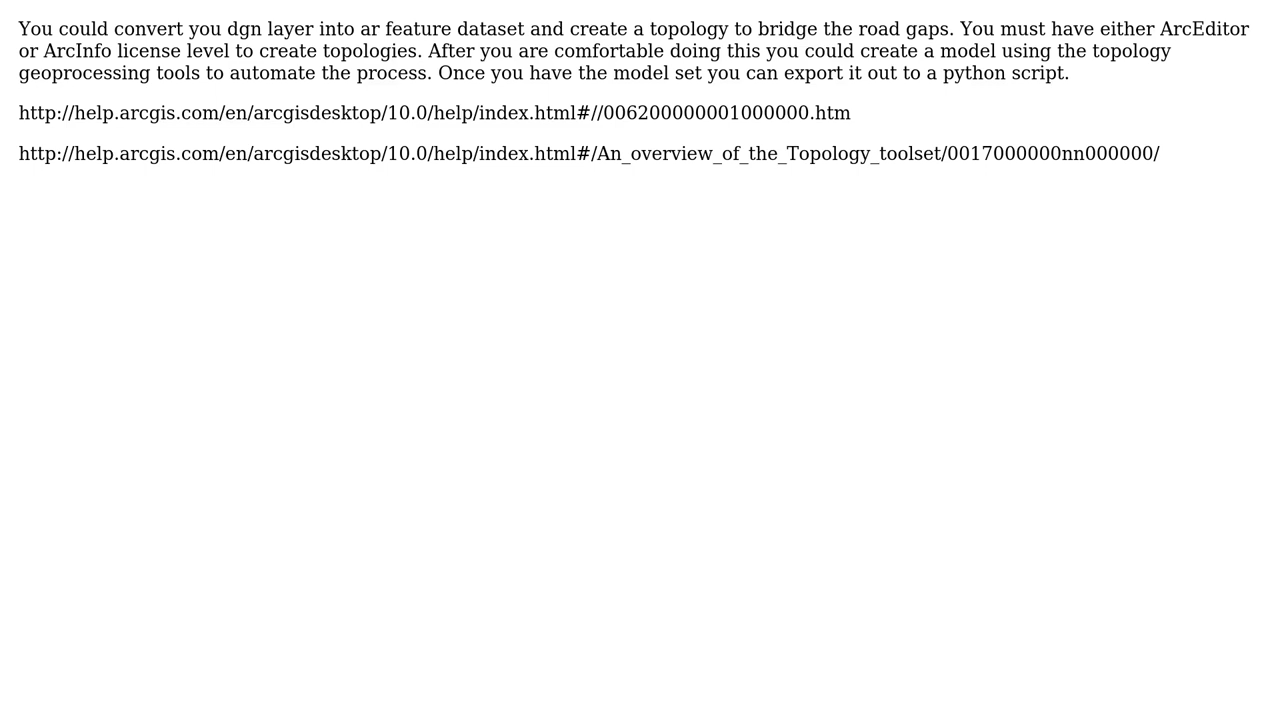 You could convert you dgn layer into ar feature dataset and create a topology to bridge the road gaps. You must have either ArcEditor
or ArcInfo license level to create topologies. After you are comfortable doing this you could create a model using the topology
geoprocessing tools to automate the process. Once you have the model set you can export it out to a python script.
http://help.arcgis.com/en/arcgisdesktop/10.0/help/index.html#//006200000001000000.htm
http://help.arcgis.com/en/arcgisdesktop/10.0/help/index.html#/An_overview_of_the_Topology_toolset/0017000000nn000000/